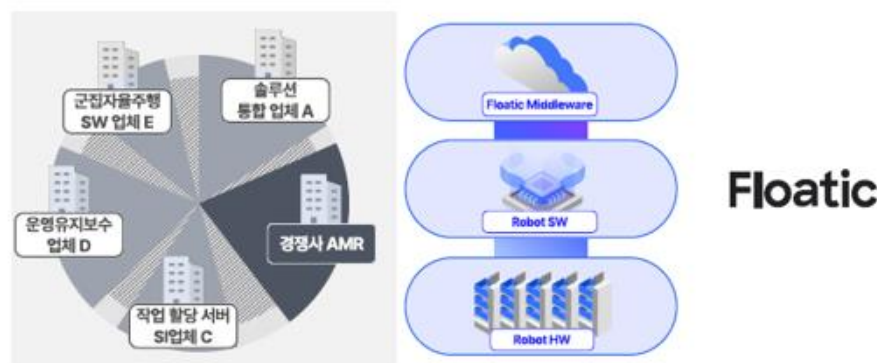 군집자율주행
SW 업체 E
솔루션
통합 업체 A
운영유지보수
업체 D
경쟁사 AMR
작업 할당 서버
SI업체 C
Floatic Middleware
Robot SW
Robot HW
Floatic